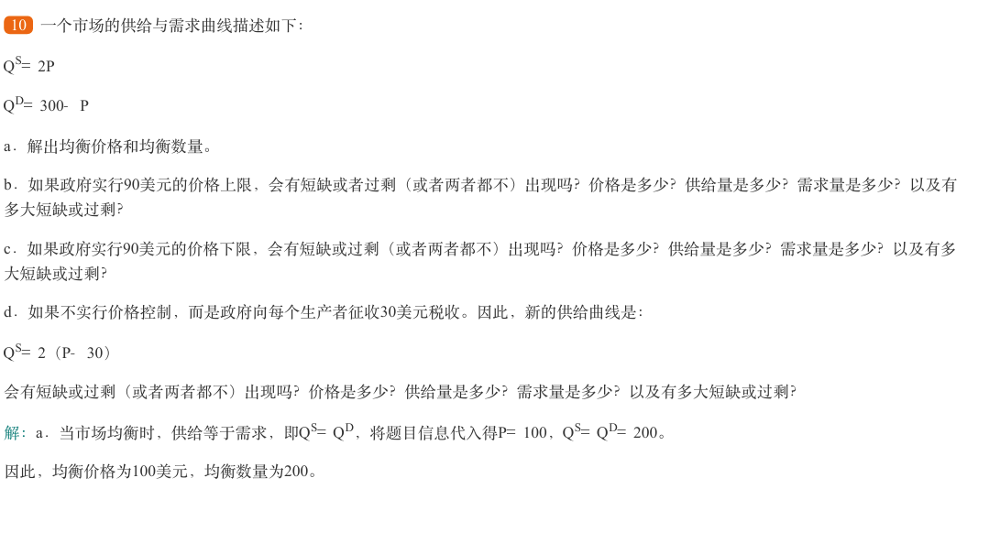 10 一个市场的供给与需求曲线描述如下：
QS= 2P
QD= 300- P
a．解出均衡价格和均衡数量。
b．如果政府实行90美元的价格上限，会有短缺或者过剩（或者两者都不）出现吗？价格是多少？供给量是多少？需求量是多少？以及有
多大短缺或过剩？
c．如果政府实行90美元的价格下限，会有短缺或过剩（或者两者都不）出现吗？价格是多少？供给量是多少？需求量是多少？以及有多
大短缺或过剩？
d．如果不实行价格控制，而是政府向每个生产者征收30美元税收。因此，新的供给曲线是：
QS= 2（P- 30）
会有短缺或过剩（或者两者都不）出现吗？价格是多少？供给量是多少？需求量是多少？以及有多大短缺或过剩？
解：a．当市场均衡时，供给等于需求，即QS= QD，将题目信息代入得P= 100，QS= QD= 200。
因此，均衡价格为100美元，均衡数量为200。